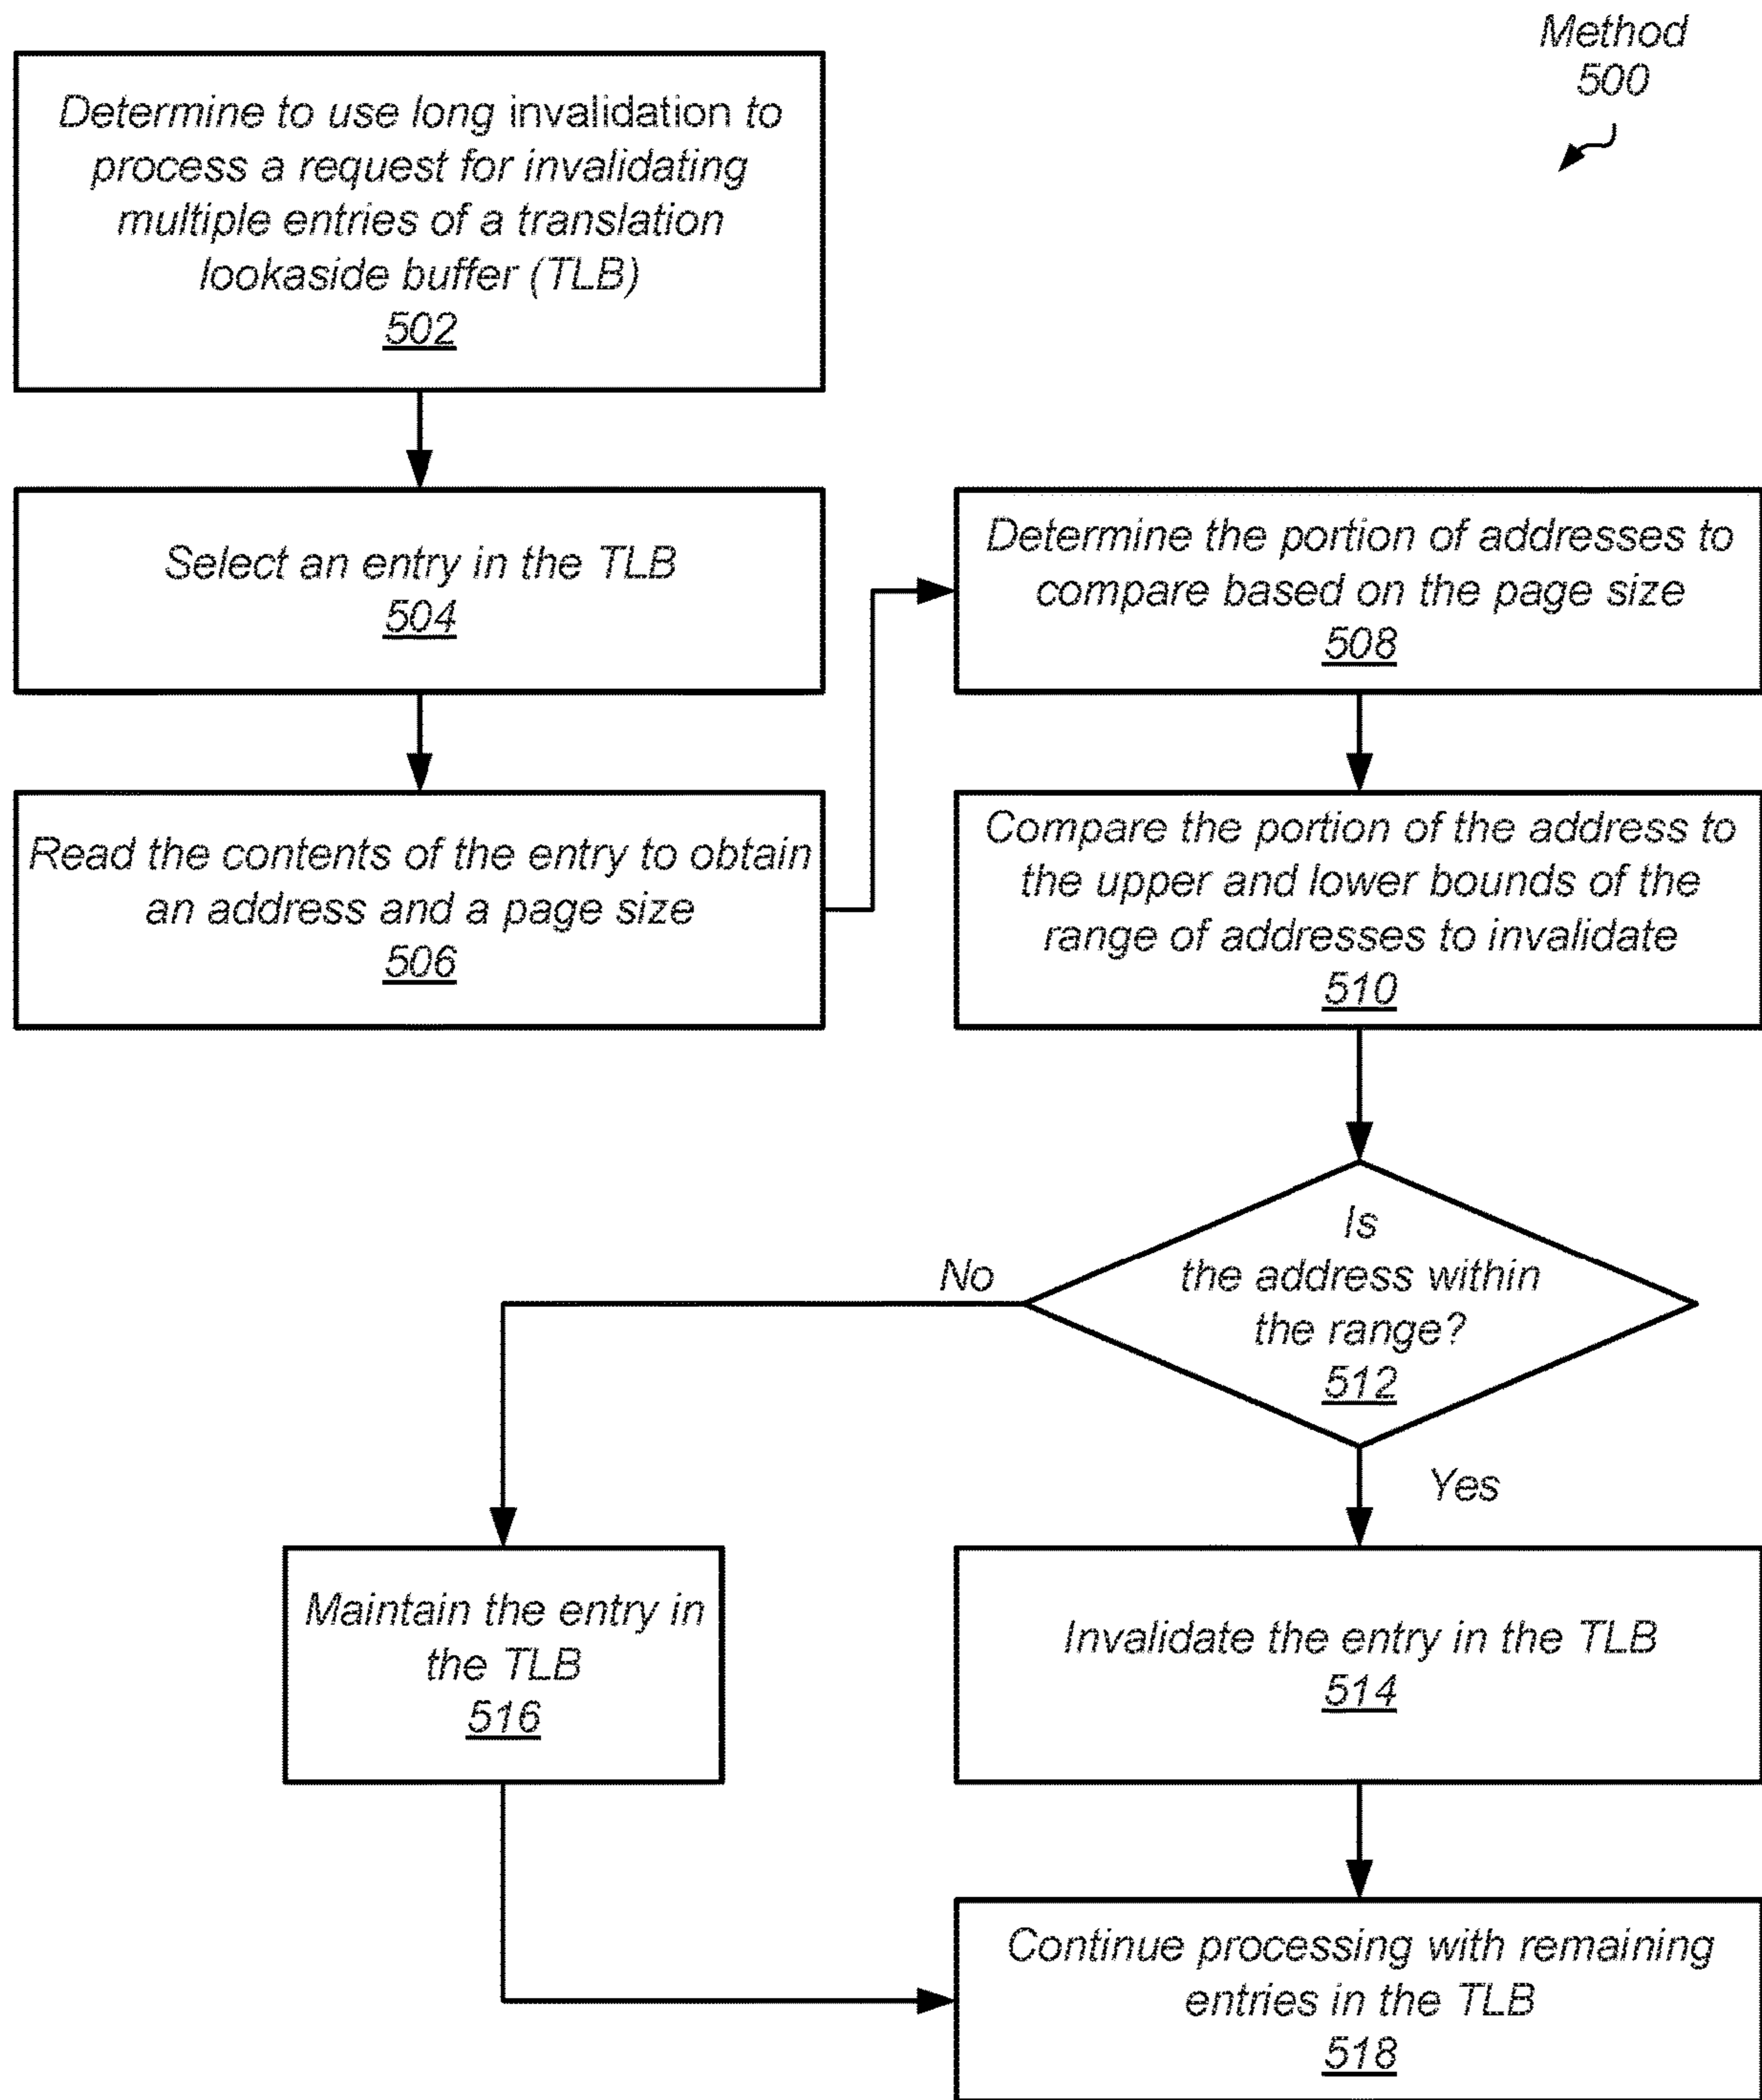 Method
500
Determine to use long invalidation to
process a request for invalidating
multiple entries of a translation
lookaside buffer (TLB)
502
Select an entry in the TLB
504
Read the contents of the entry to obtain
an address and a page size
506
Determine the portion of addresses to
compare based on the page size
508
Compare the portion of the address to
the upper and lower bounds of the
range of addresses to invalidate
510
Is
the address within
the range?
512
No
Yes
Maintain the entry in
the TLB
516
Invalidate the entry in the TLB
514
Continue processing with remaining
entries in the TLB
518